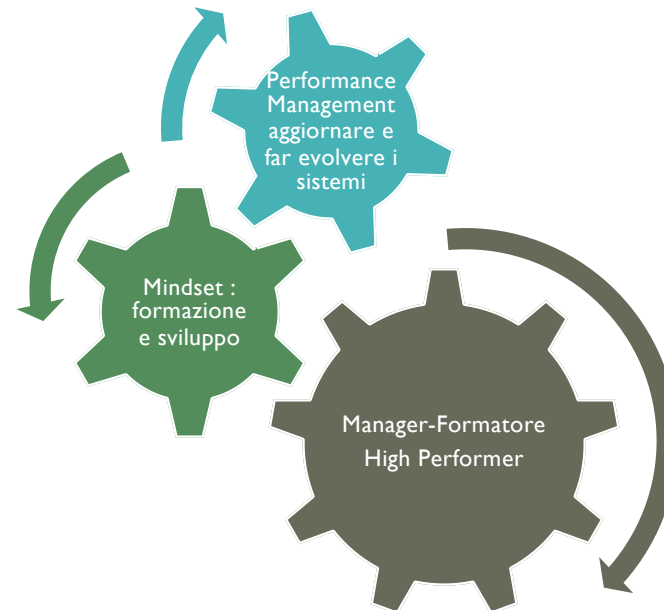 Performance
Management
aggiornare e
far evolvere i
sistemi
Mindset :
formazione
e sviluppo
Manager-Formatore
High Performer